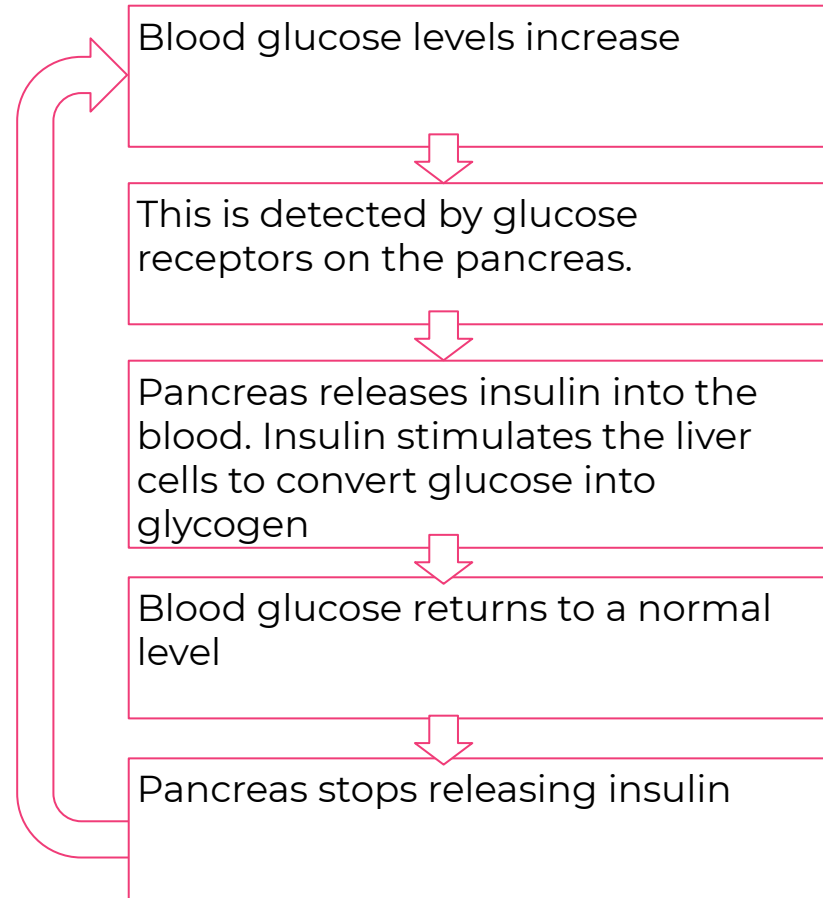 Blood glucose levels increase
This is detected by glucose
receptors on the pancreas.
Pancreas releases insulin into the
blood. Insulin stimulates the liver
cells to convert glucose into
glycogen
Blood glucose returns to a normal
level
Pancreas stops releasing insulin